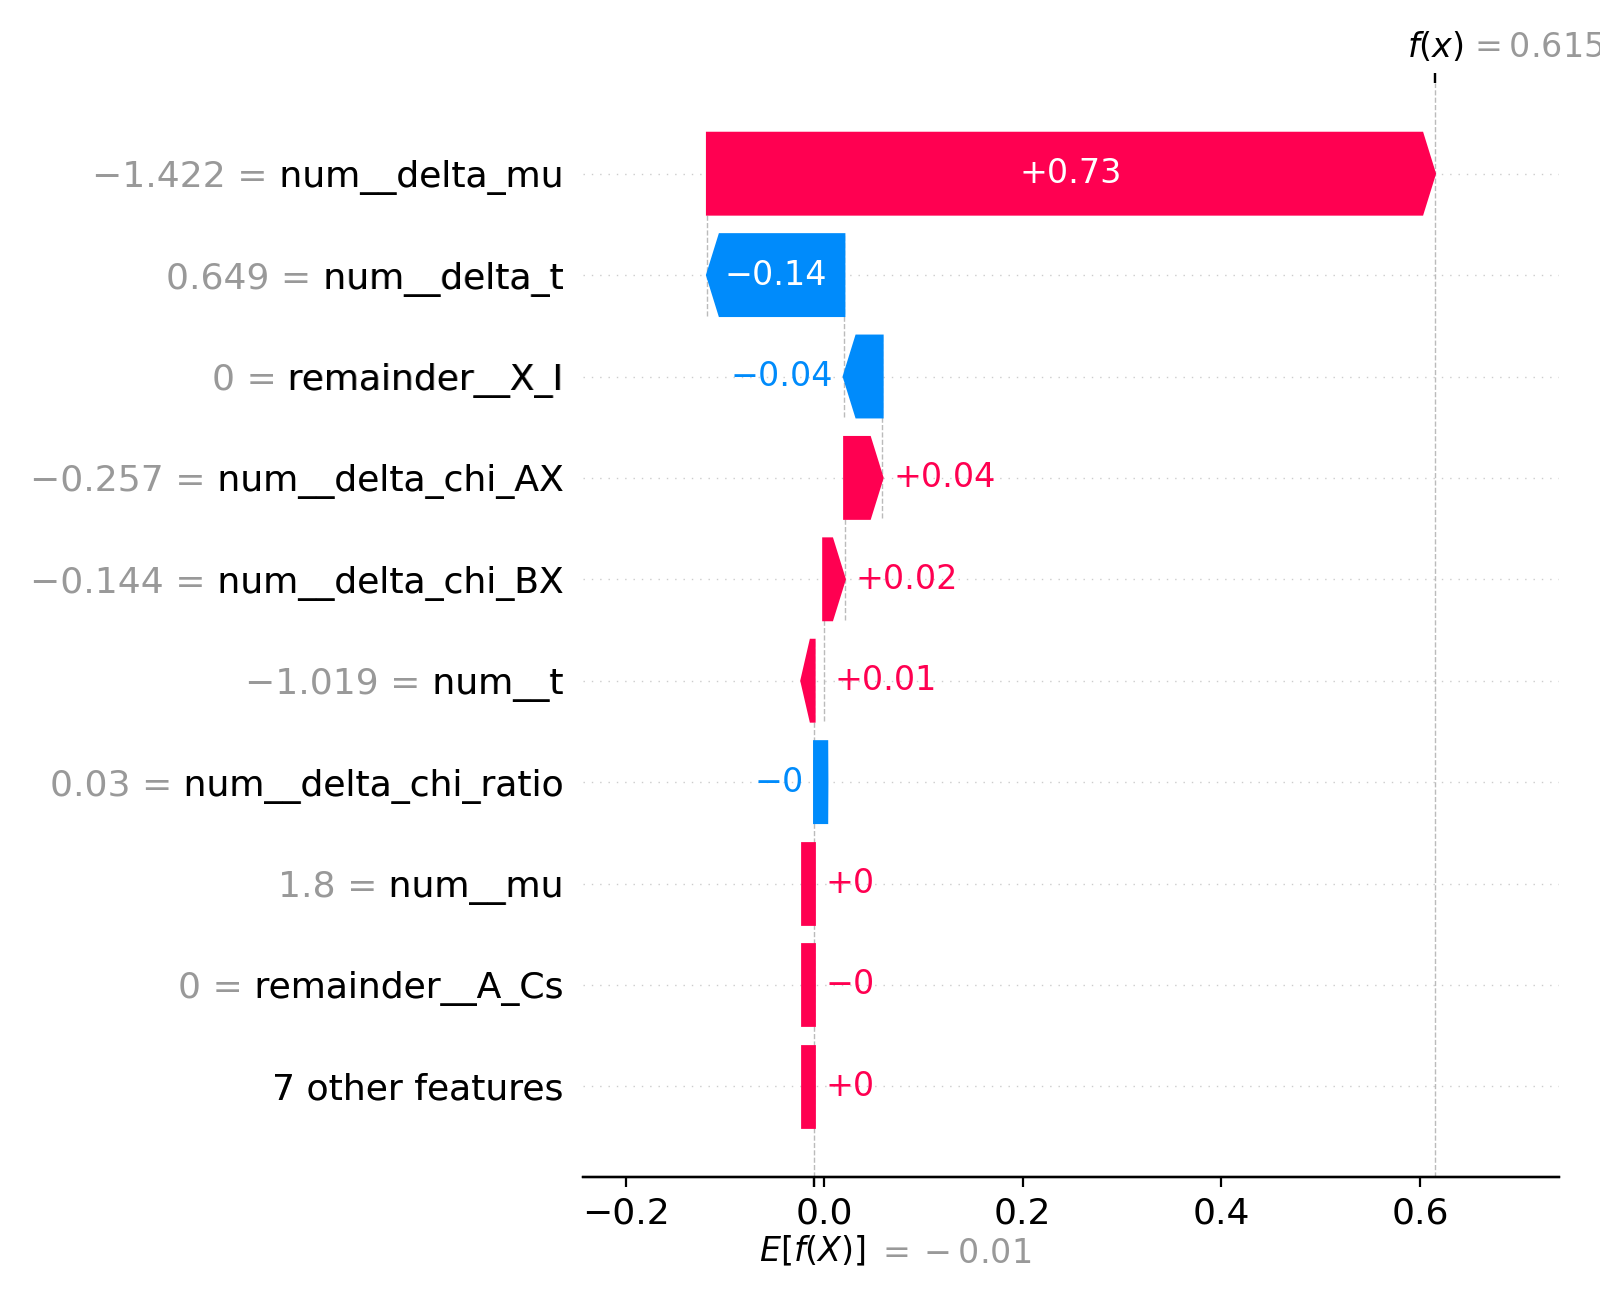 f(x) = 0.615
−1.422 = num__delta_mu
+0.73
0.649 = num__delta_t
−0.14
0 = remainder__X_I
−0.04
−0.257 = num__delta_chi_AX
+0.04
−0.144 = num__delta_chi_BX
+0.02
−1.019 = num__t
+0.01
0.03 = num__delta_chi_ratio
−0
1.8 = num__mu
+0
0 = remainder__A_Cs
−0
7 other features
+0
−0.2 0.0 0.2 0.4 0.6
E[f(X)] = −0.01